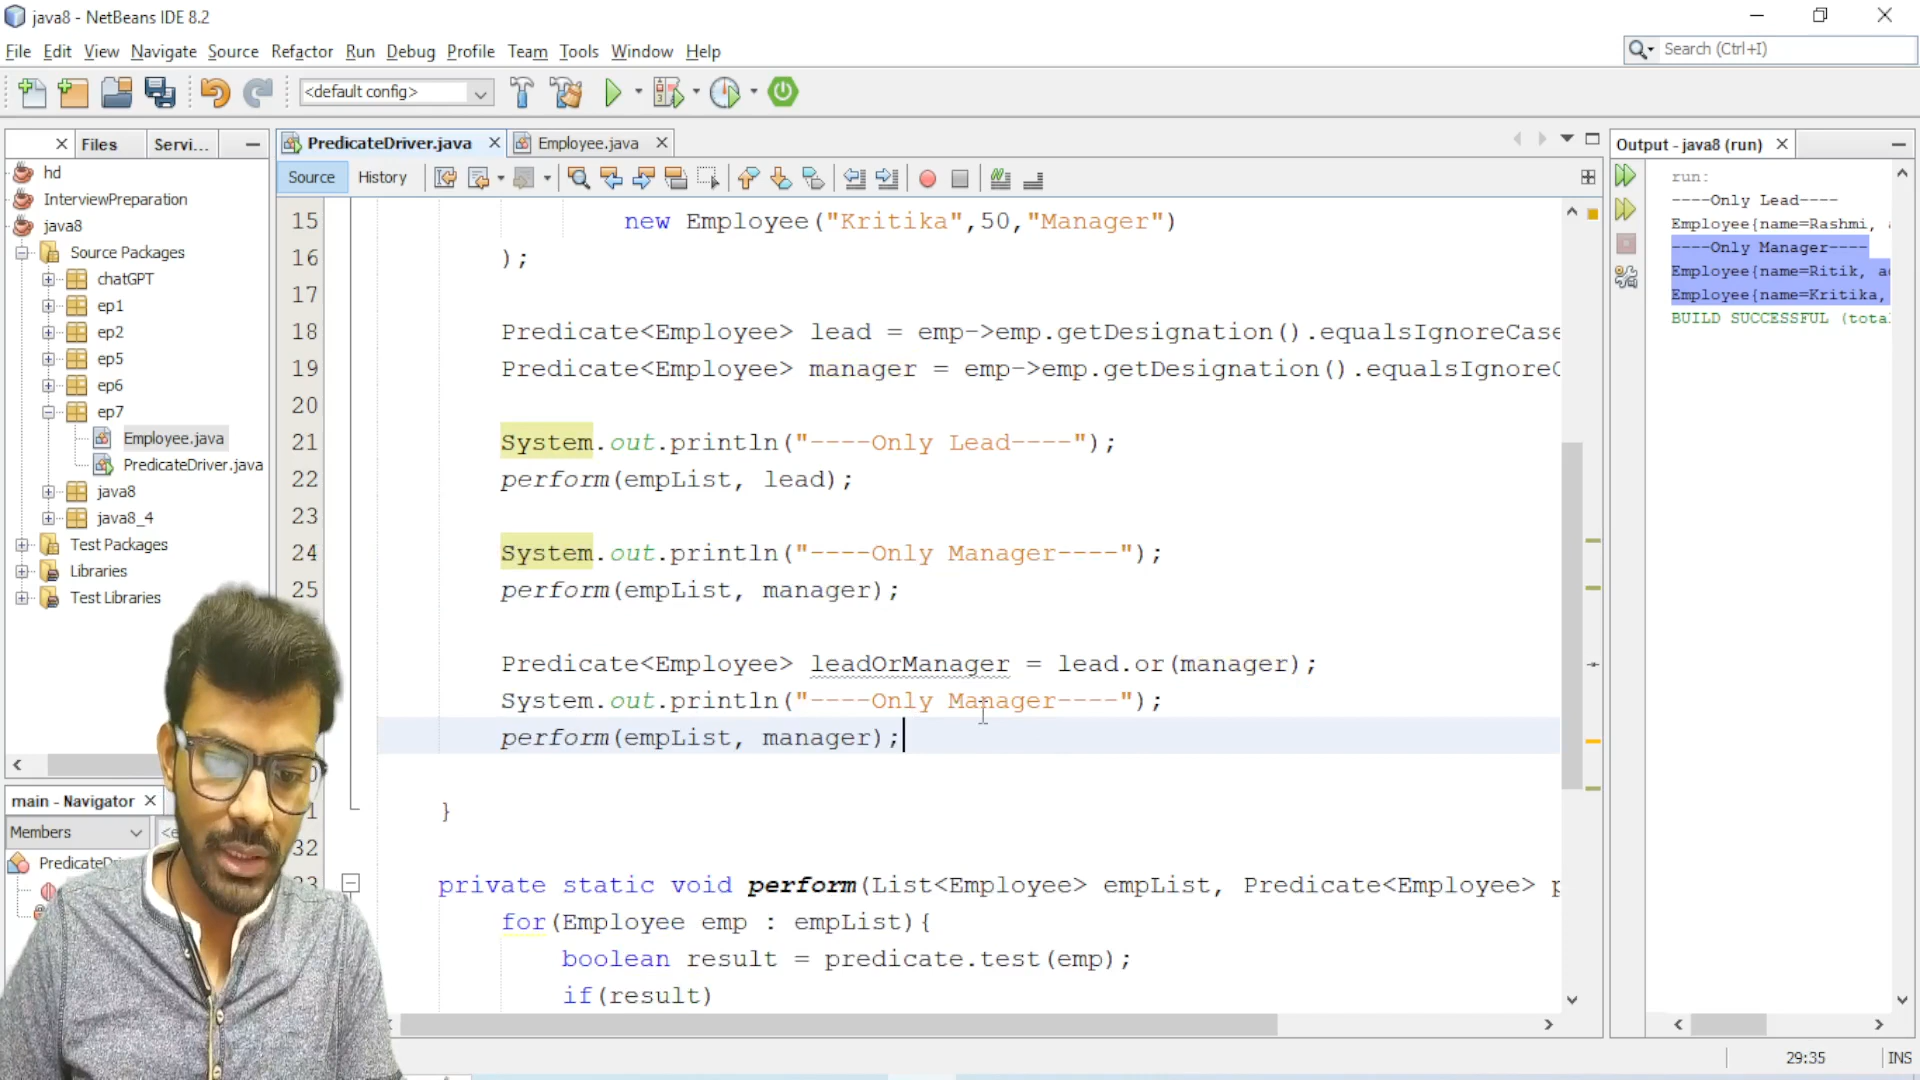 java8 - NetBeans IDE 8.2
File Edit View Navigate Source Refactor Run Debug Profile Team Tools Window Help
Search (Ctrl+I)
<default config>
Files Servi...
PredicateDriver.java Employee.java
Output - java8 (run)
Source History
hd
InterviewPreparation
java8
Source Packages
chatGPT
ep1
ep2
ep5
ep6
ep7
Employee.java
PredicateDriver.java
java8
java8_4
Test Packages
Libraries
Test Libraries
main - Navigator
Members
15 new Employee("Kritika",50,"Manager")
16 );
17
18 Predicate<Employee> lead = emp->emp.getDesignation().equalsIgnoreCase
19 Predicate<Employee> manager = emp->emp.getDesignation().equalsIgnoreC
20
21 System.out.println("----Only Lead----");
22 perform(empList, lead);
23
24 System.out.println("----Only Manager----");
25 perform(empList, manager);
Predicate<Employee> leadOrManager = lead.or(manager);
System.out.println("----Only Manager----");
perform(empList, manager);
}
32
private static void perform(List<Employee> empList, Predicate<Employee> p
for(Employee emp : empList){
boolean result = predicate.test(emp);
if(result)
run:
----Only Lead----
Employee{name=Rashmi,
----Only Manager----
Employee{name=Ritik,
Employee{name=Kritika,
BUILD SUCCESSFUL (tota
29:35 INS